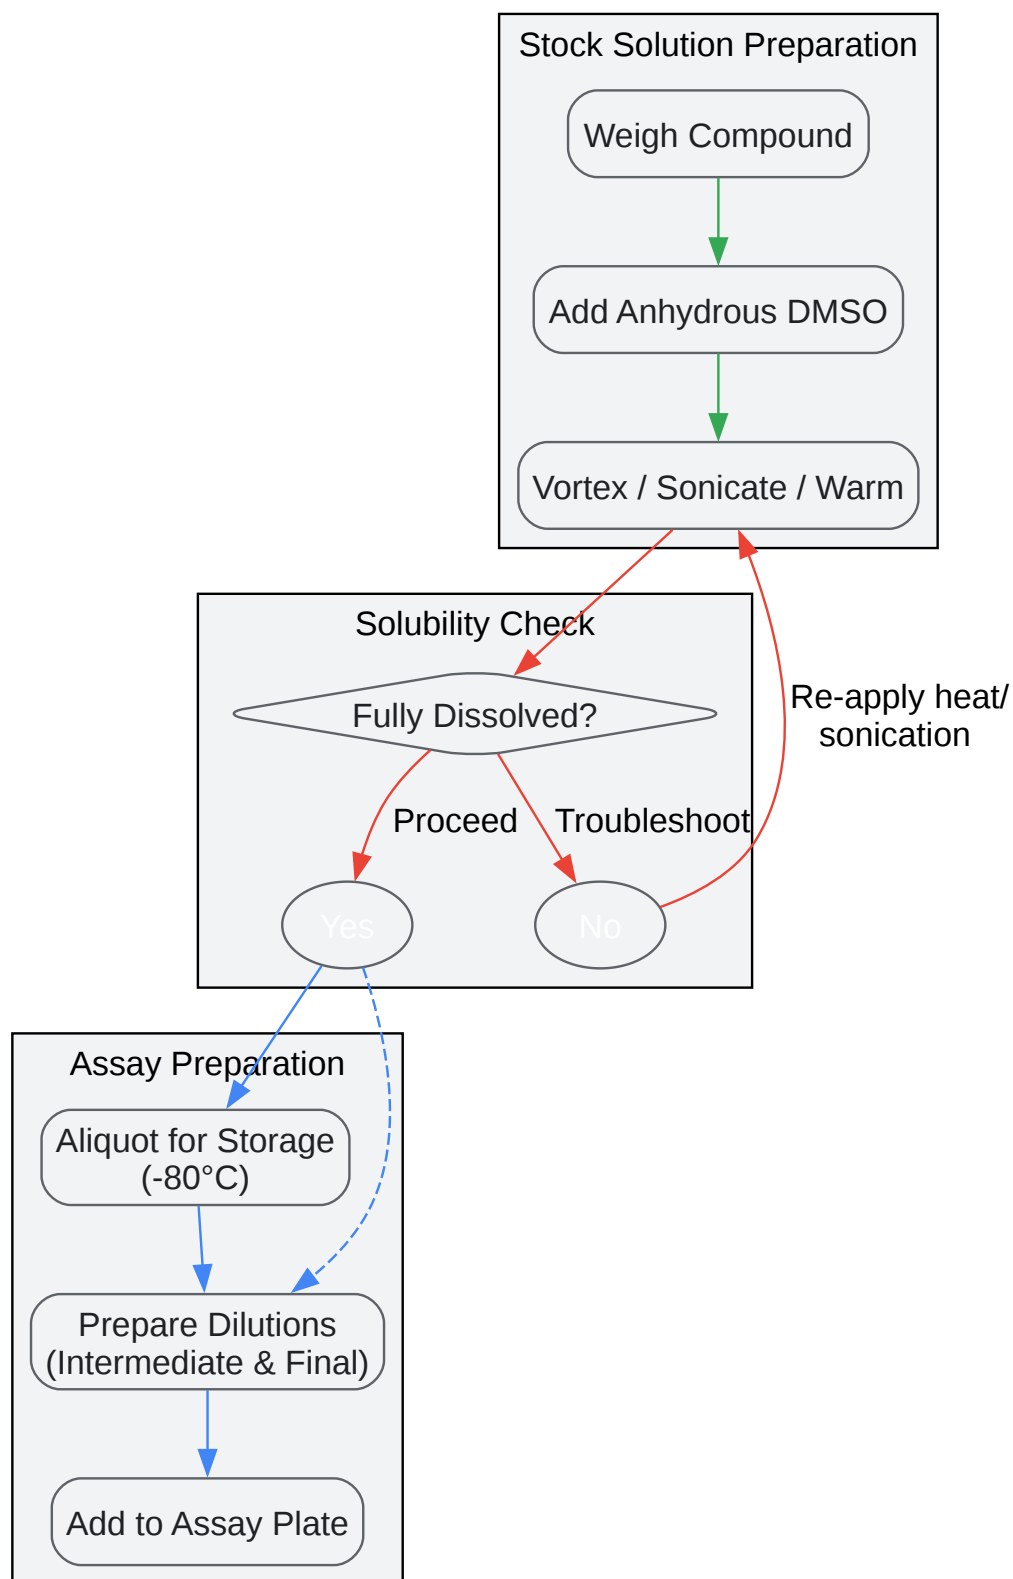 Stock Solution Preparation
Weigh Compound
Add Anhydrous DMSO
Vortex / Sonicate / Warm
Solubility Check
Fully Dissolved?
Re-apply heat/
sonication
Proceed
Troubleshoot
Yes
No
Assay Preparation
Aliquot for Storage
(-80°C)
Prepare Dilutions
(Intermediate & Final)
Add to Assay Plate